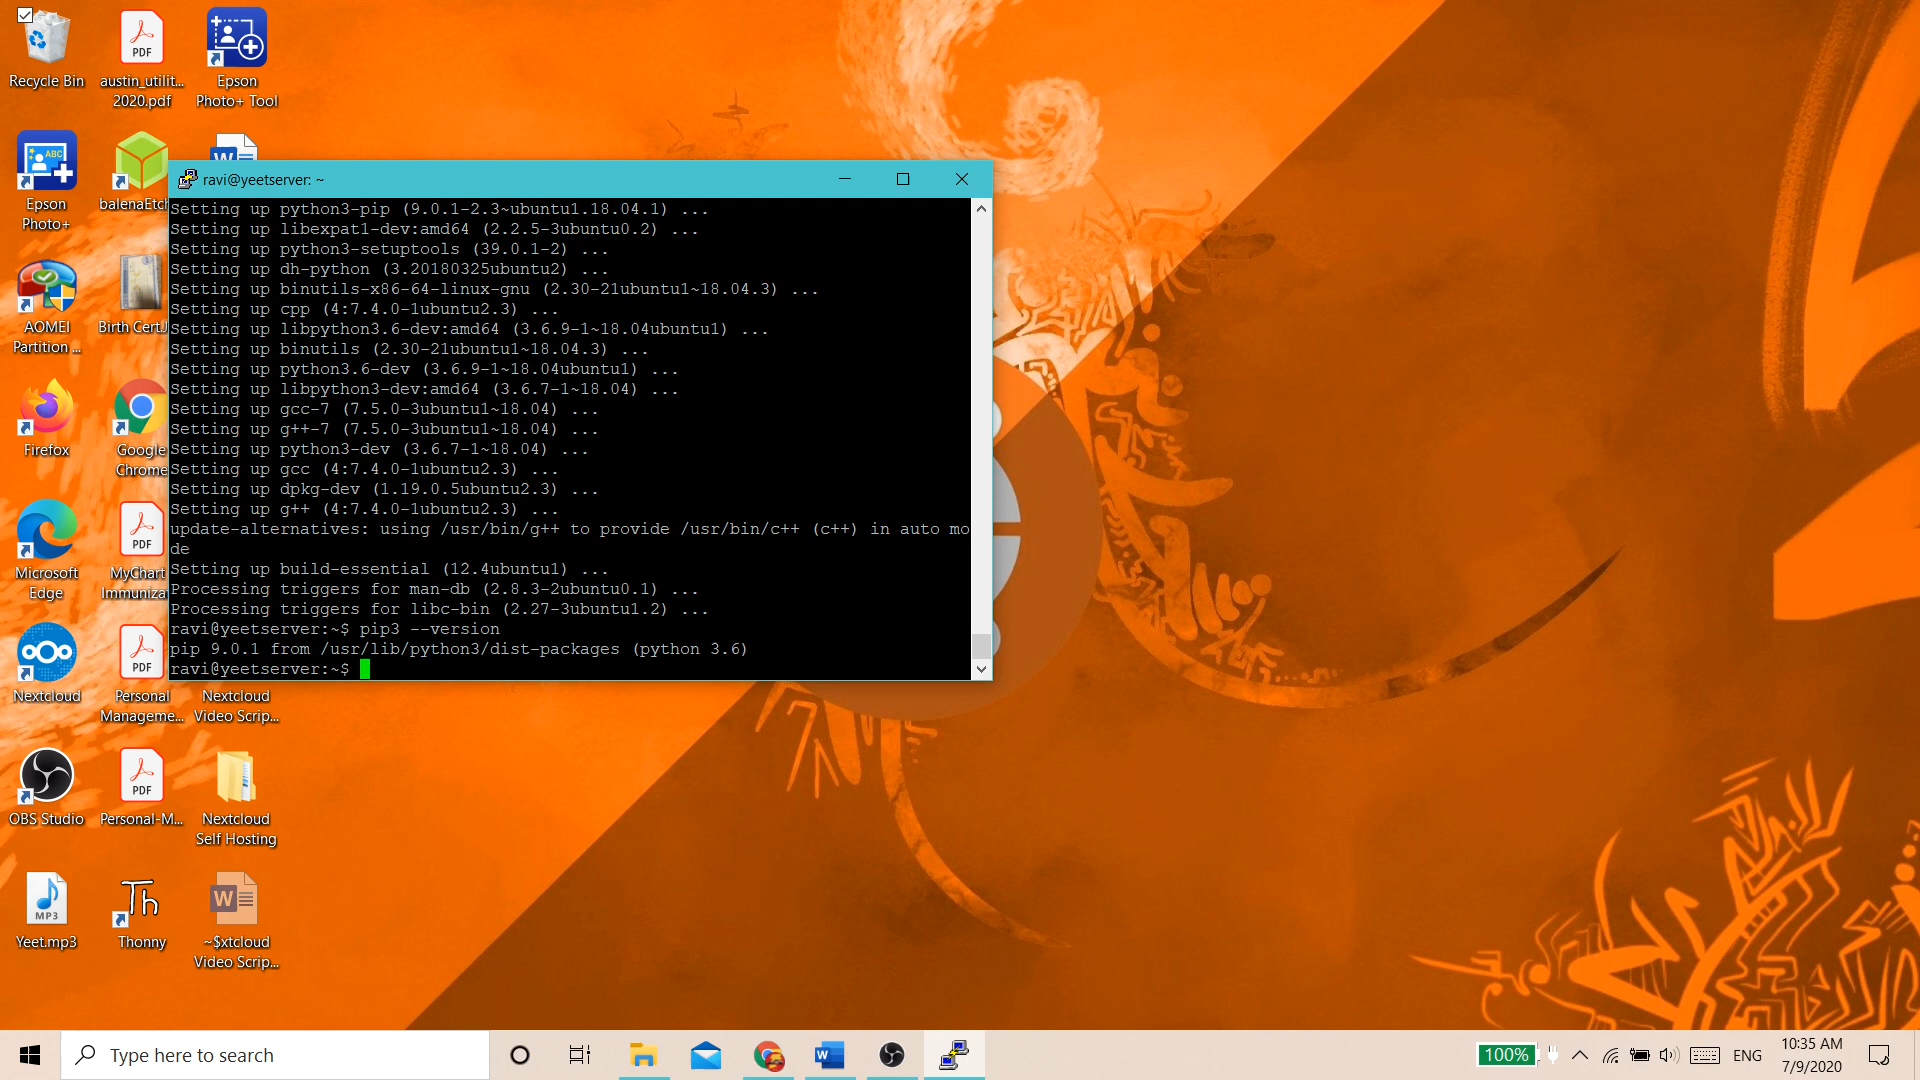 Recycle Bin
austin_utilit...
2020.pdf
Epson
Photo+ Tool
Epson
Photo+
balenaEtch
AOMEI
Partition ...
Birth Cert.J
Firefox
Google
Chrome
Microsoft
Edge
MyChart
Immuniza
Nextcloud
Personal
Manageme...
Nextcloud
Video Scrip...
OBS Studio
Personal-M...
Nextcloud
Self Hosting
Yeet.mp3
Thonny
~$xtcloud
Video Scrip...
PDF
ABC
W
PDF
PDF
PDF
MP3
Th
W
ravi@yeetserver: ~
Setting up python3-pip (9.0.1-2.3~ubuntu1.18.04.1) ...
Setting up libexpat1-dev:amd64 (2.2.5-3ubuntu0.2) ...
Setting up python3-setuptools (39.0.1-2) ...
Setting up dh-python (3.20180325ubuntu2) ...
Setting up binutils-x86-64-linux-gnu (2.30-21ubuntu1~18.04.3) ...
Setting up cpp (4:7.4.0-1ubuntu2.3) ...
Setting up libpython3.6-dev:amd64 (3.6.9-1~18.04ubuntu1) ...
Setting up binutils (2.30-21ubuntu1~18.04.3) ...
Setting up python3.6-dev (3.6.9-1~18.04ubuntu1) ...
Setting up libpython3-dev:amd64 (3.6.7-1~18.04) ...
Setting up gcc-7 (7.5.0-3ubuntu1~18.04) ...
Setting up g++-7 (7.5.0-3ubuntu1~18.04) ...
Setting up python3-dev (3.6.7-1~18.04) ...
Setting up gcc (4:7.4.0-1ubuntu2.3) ...
Setting up dpkg-dev (1.19.0.5ubuntu2.3) ...
Setting up g++ (4:7.4.0-1ubuntu2.3) ...
update-alternatives: using /usr/bin/g++ to provide /usr/bin/c++ (c++) in auto mo
de
Setting up build-essential (12.4ubuntu1) ...
Processing triggers for man-db (2.8.3-2ubuntu0.1) ...
Processing triggers for libc-bin (2.27-3ubuntu1.2) ...
ravi@yeetserver:~$ pip3 --version
pip 9.0.1 from /usr/lib/python3/dist-packages (python 3.6)
ravi@yeetserver:~$
Type here to search
W
100%
ENG
10:35 AM
7/9/2020